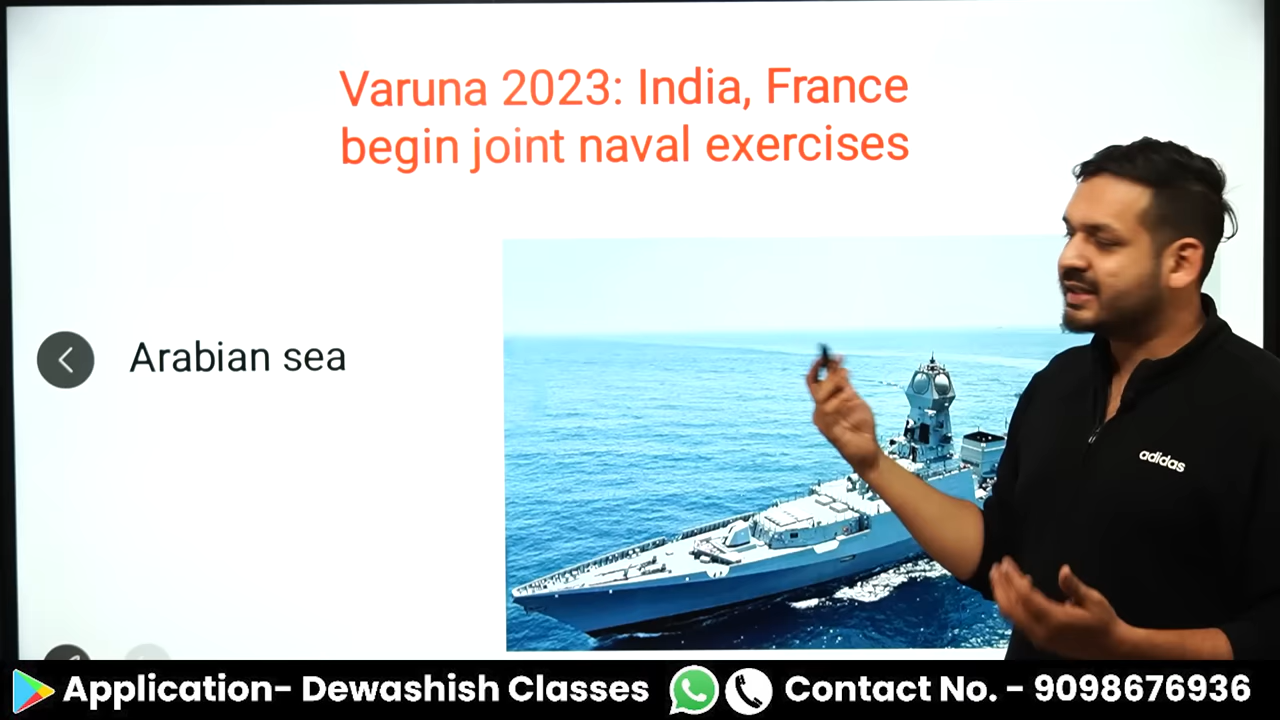 Varuna 2023: India, France
begin joint naval exercises
Arabian sea
adidas
Application- Dewashish Classes
Contact No. - 9098676936